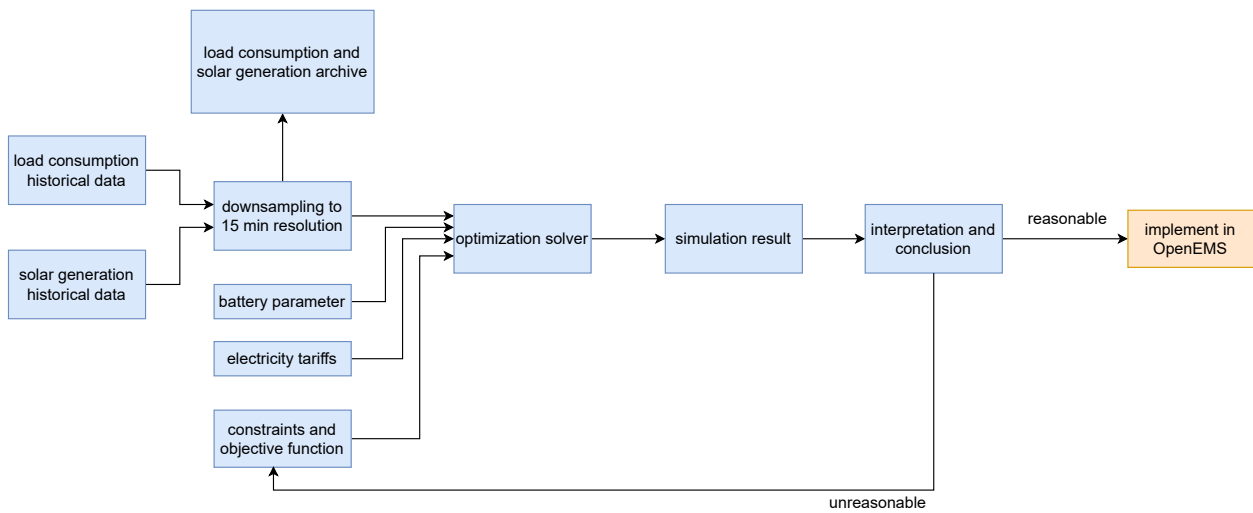 load consumption and
solar generation archive
load consumption
historical data
solar generation
historical data
downsampling to
15 min resolution
battery parameter
electricity tariffs
constraints and
objective function
optimization solver
simulation result
interpretation and
conclusion
reasonable
implement in
OpenEMS
unreasonable